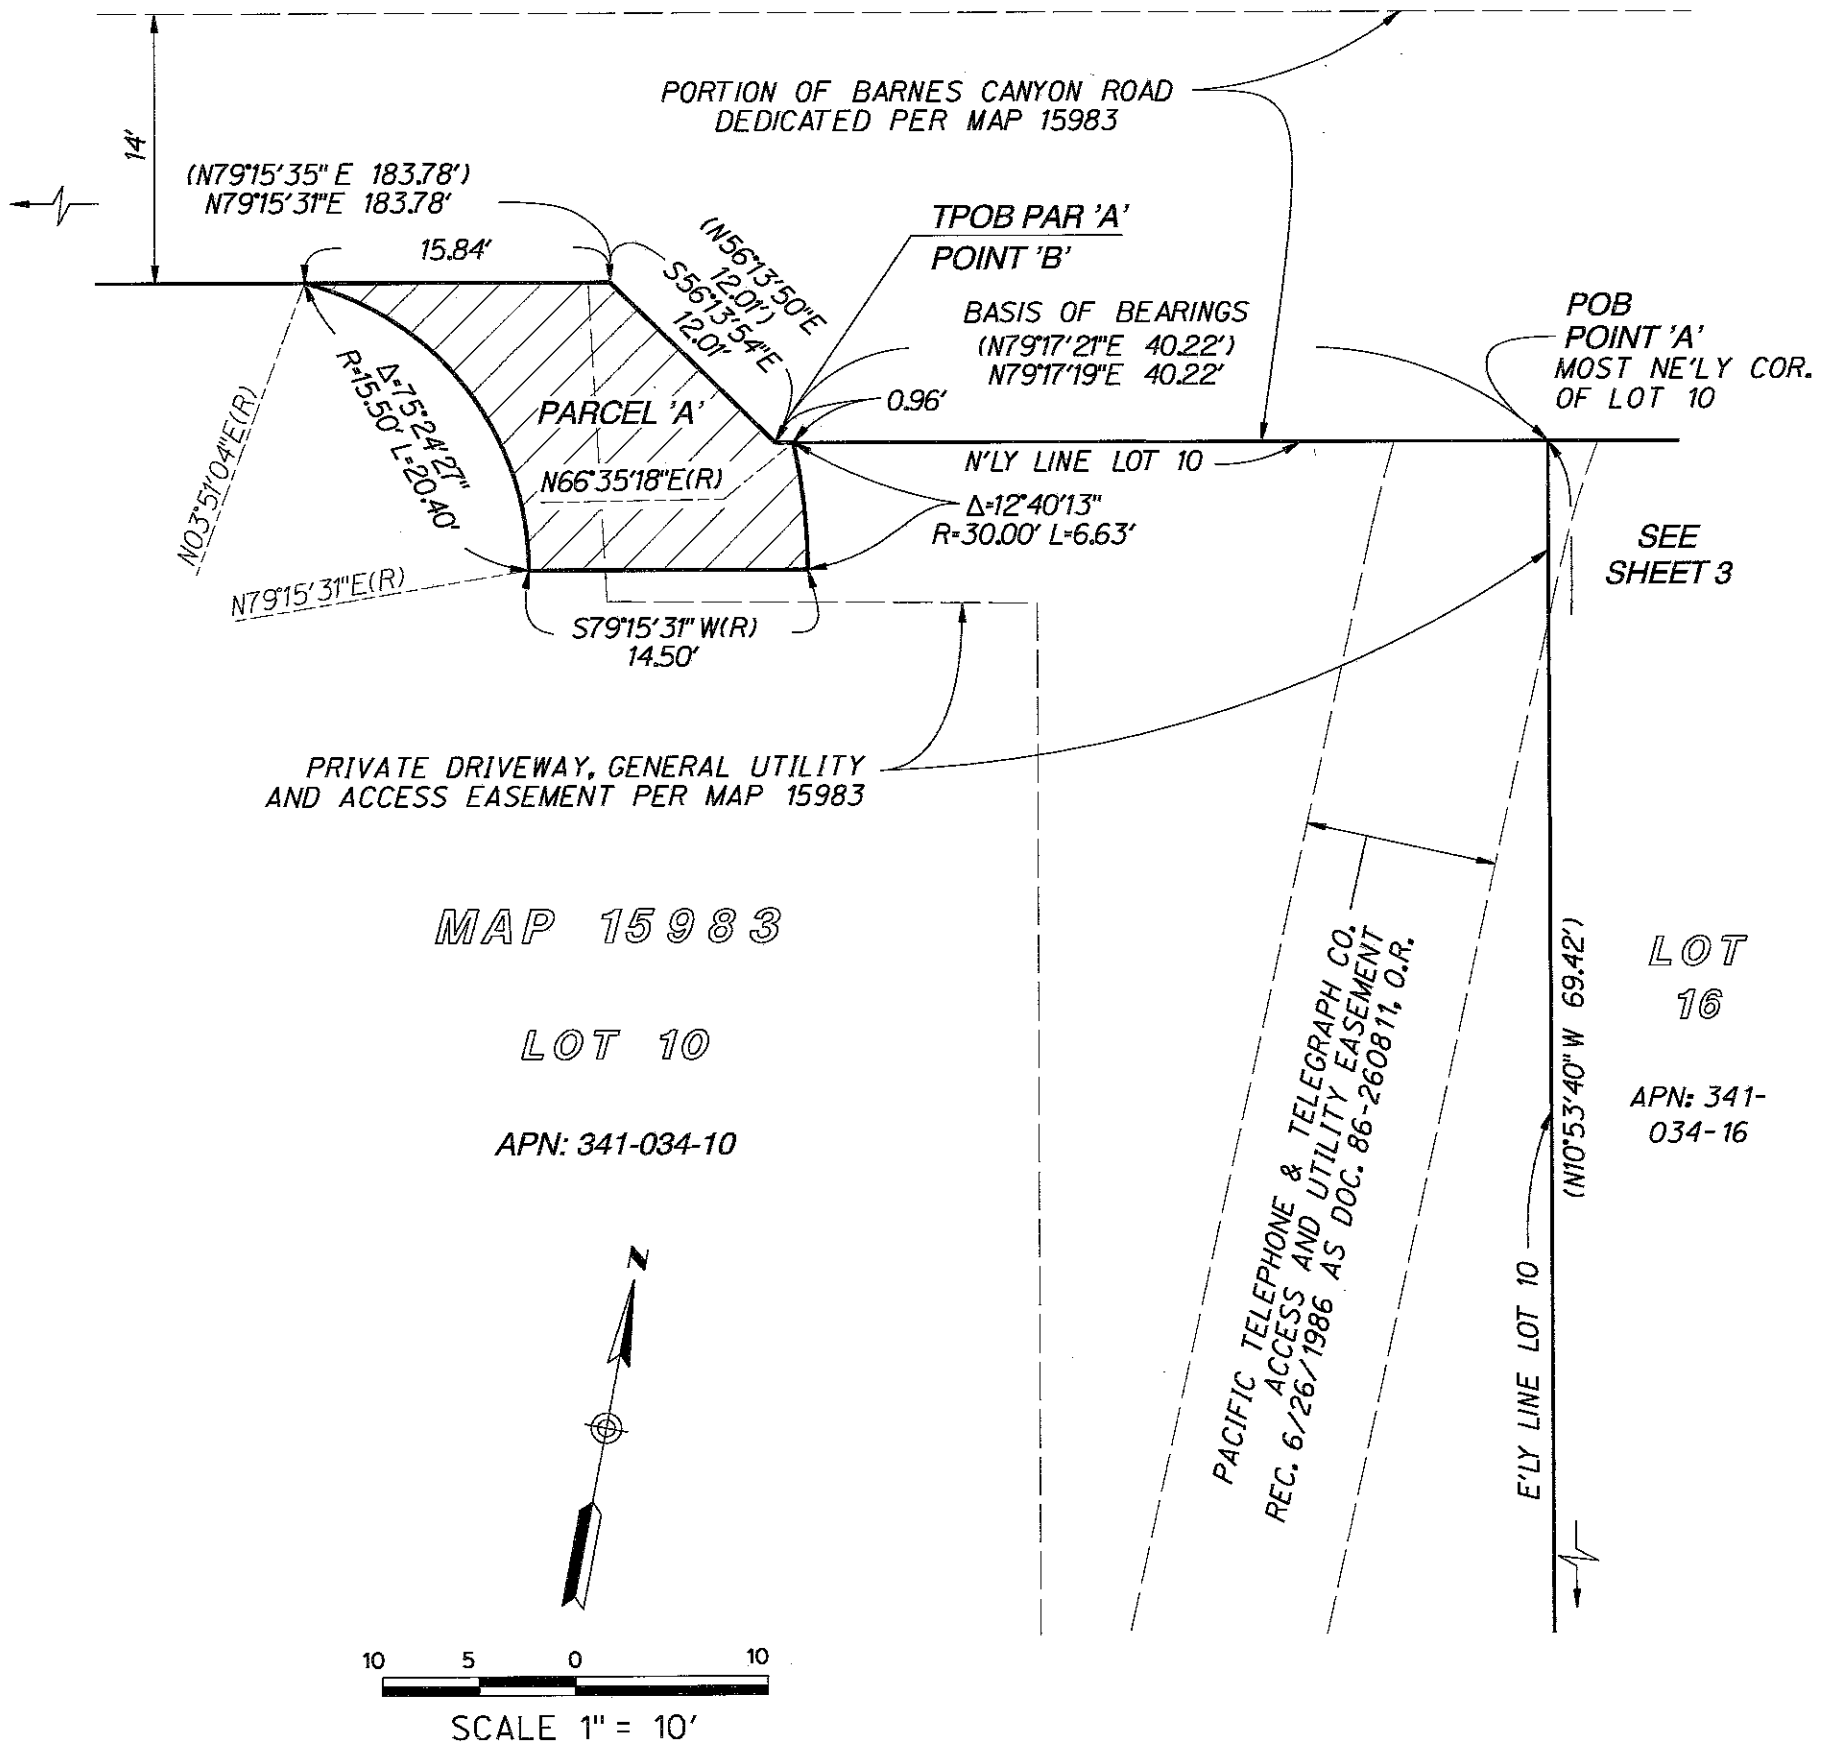 PORTION OF BARNES CANYON ROAD
DEDICATED PER MAP 15983
14'
(N79°15'35"E 183.78')
N79°15'31"E 183.78'
15.84'
(N56°13'50"E
12.01')
S56°13'54"E
12.01'
TPOB PAR 'A'
POINT 'B'
BASIS OF BEARINGS
(N79°17'21"E 40.22')
N79°17'19"E 40.22'
0.96'
POB
POINT 'A'
MOST NE'LY COR.
OF LOT 10
N03°51'04"E(R)
Δ=75°24'27"
R=15.50' L=20.40'
PARCEL 'A'
N66°35'18"E(R)
N'LY LINE LOT 10
Δ=12°40'13"
R=30.00' L=6.63'
SEE
SHEET 3
N79°15'31"E(R)
S79°15'31"W(R)
14.50'
PRIVATE DRIVEWAY, GENERAL UTILITY
AND ACCESS EASEMENT PER MAP 15983
MAP 15983
LOT 10
APN: 341-034-10
PACIFIC TELEPHONE & TELEGRAPH CO.
ACCESS AND UTILITY EASEMENT
REC. 6/26/1986 AS DOC. 86-260811, O.R.
(N10°53'40"W 69.42')
E'LY LINE LOT 10
LOT
16
APN: 341-
034-16
N
10 5 0 10
SCALE 1" = 10'